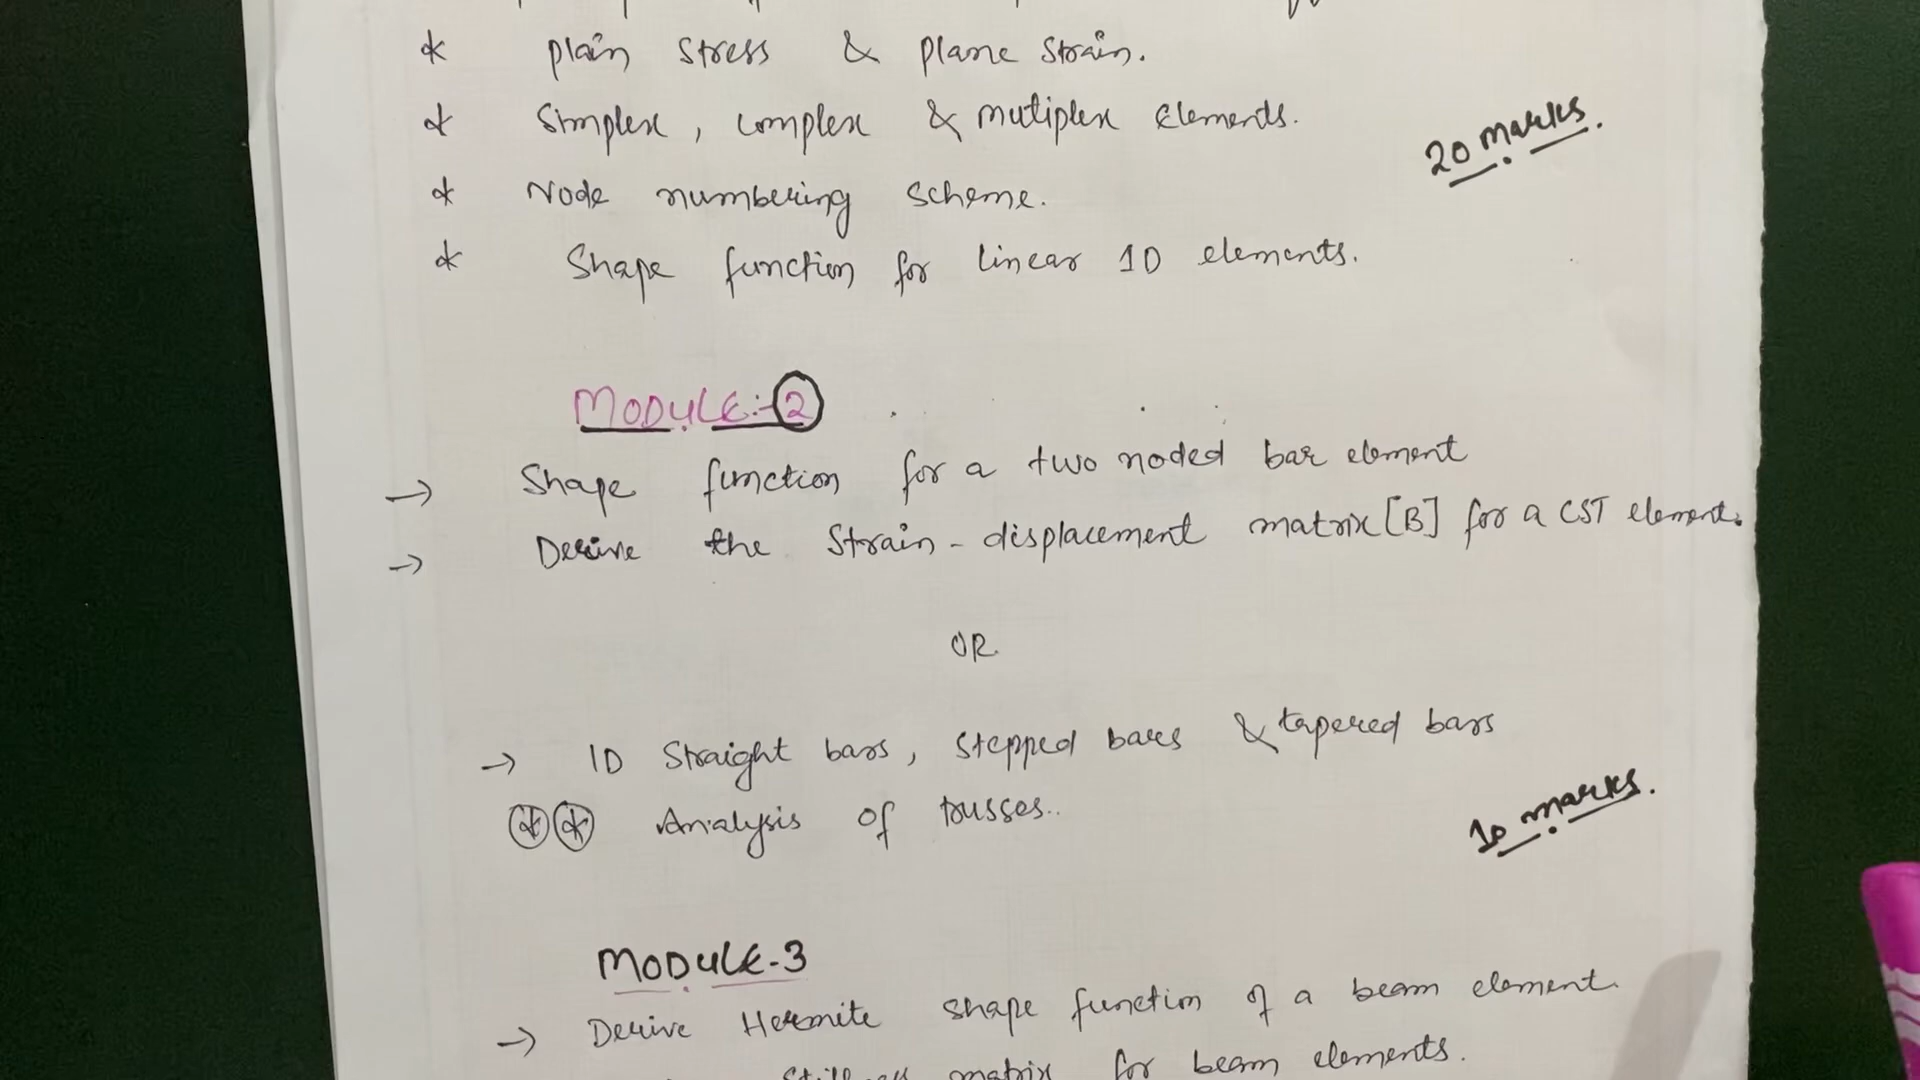 * plain stress & plane strain.
* Simplex, complex & mutiplex Elements.
20 marks.
* Node numbering scheme.
* Shape function for linear 1D elements.
MODULE:-2
→ Shape function for a two noded bar element
→ Derive the Strain-displacement matrix [B] for a CST element.
OR
→ 1D Straight bars, stepped bars & tapered bars
** Analysis of trusses..
10 marks.
MODULE-3
→ Derive Hermite shape function of a beam element.
matrix for beam elements.